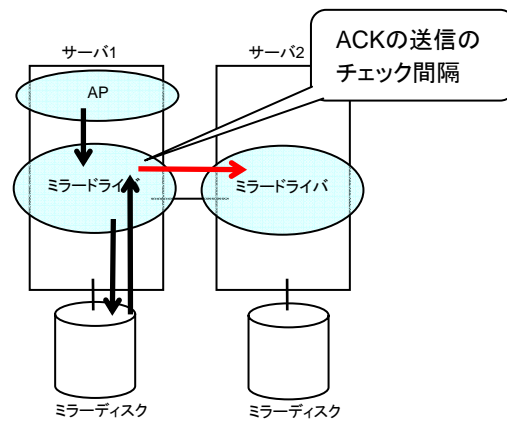 サーバ1
サーバ2
ACKの送信の
チェック間隔
AP
ミラードライバ
ミラードライバ
ミラーディスク
ミラーディスク